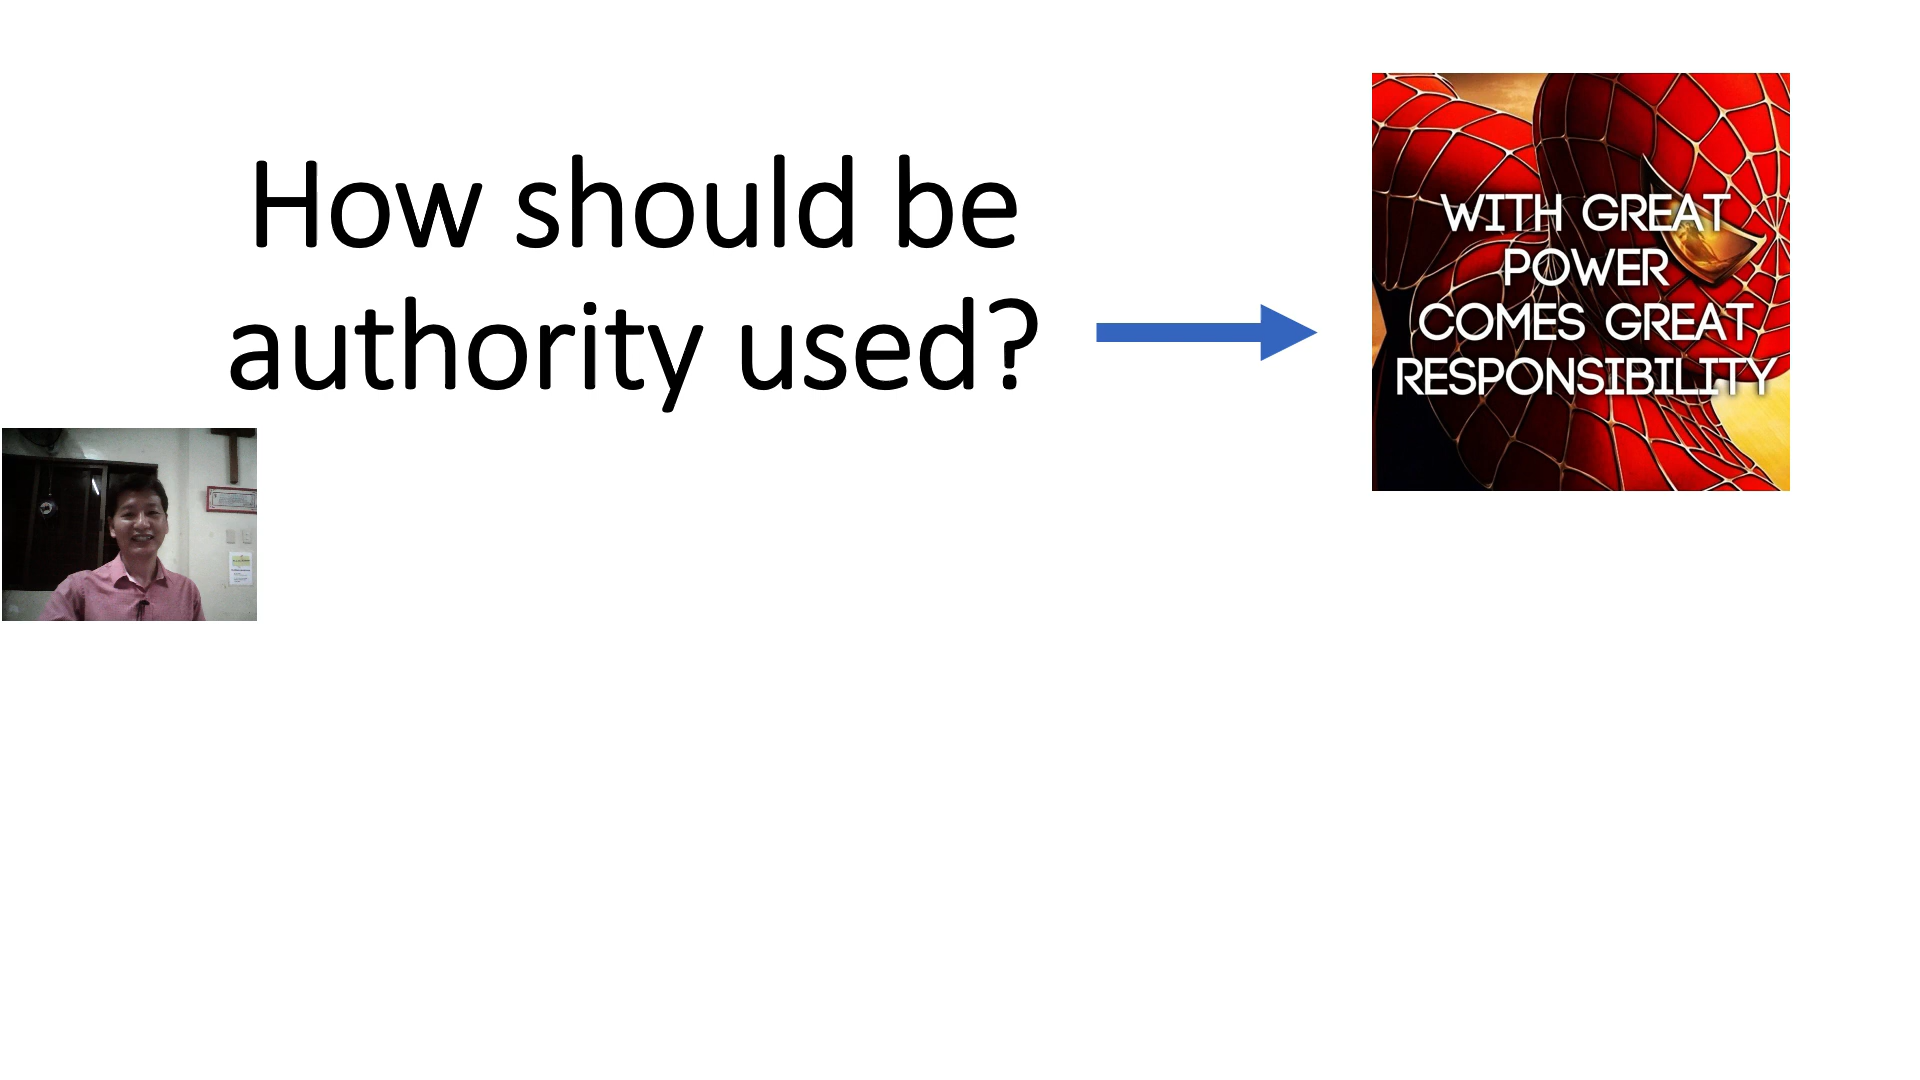 How should be
authority used?
WITH GREAT
POWER
COMES GREAT
RESPONSIBILITY